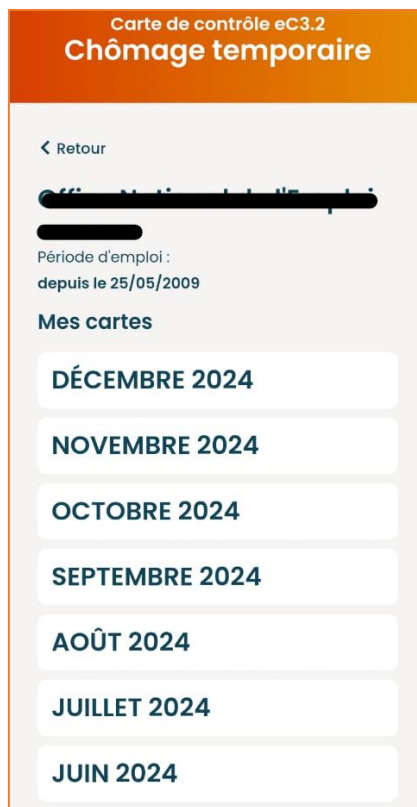 Carte de contrôle eC3.2
Chômage temporaire
Retour
Période d'emploi :
depuis le 25/05/2009
Mes cartes
DÉCEMBRE 2024
NOVEMBRE 2024
OCTOBRE 2024
SEPTEMBRE 2024
AOÛT 2024
JUILLET 2024
JUIN 2024